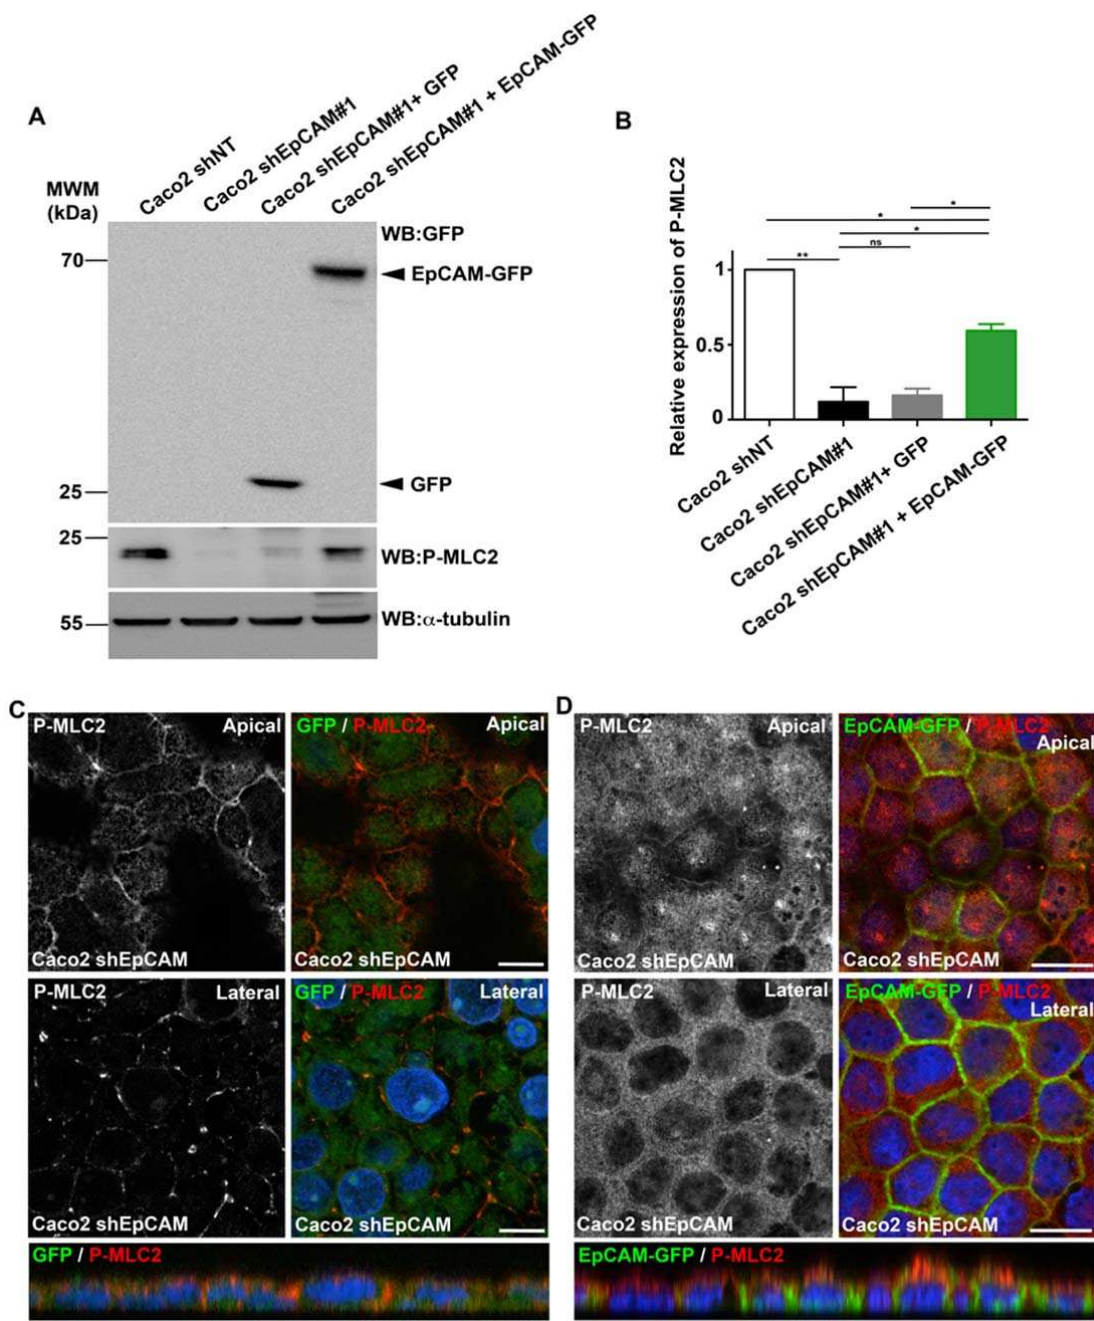 A
Caco2 shNT
Caco2 shEpCAM#1
Caco2 shEpCAM#1+ GFP
Caco2 shEpCAM#1 + EpCAM-GFP
MWM
(kDa)
WB:GFP
70
EpCAM-GFP
GFP
25
25
WB:P-MLC2
55
WB:α-tubulin
B
Relative expression of P-MLC2
*
*
*
ns
**
1
0.5
0
Caco2 shNT
Caco2 shEpCAM#1
Caco2 shEpCAM#1+ GFP
Caco2 shEpCAM#1 + EpCAM-GFP
C
P-MLC2 Apical
Caco2 shEpCAM
GFP / P-MLC2 Apical
Caco2 shEpCAM
P-MLC2 Lateral
Caco2 shEpCAM
GFP / P-MLC2 Lateral
Caco2 shEpCAM
GFP / P-MLC2
D
P-MLC2 Apical
Caco2 shEpCAM
EpCAM-GFP / P-MLC2
Apical
Caco2 shEpCAM
P-MLC2 Lateral
Caco2 shEpCAM
EpCAM-GFP / P-MLC2
Lateral
Caco2 shEpCAM
EpCAM-GFP / P-MLC2